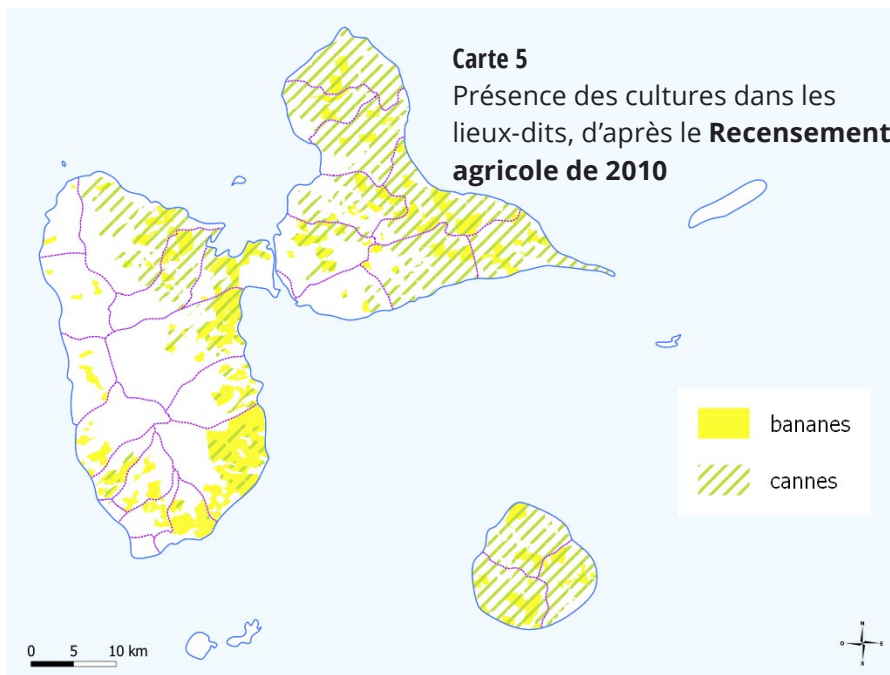 Carte 5
Présence des cultures dans les
lieux-dits, d’après le Recensement
agricole de 2010
bananes
cannes
0 5 10 km
N
O E
S